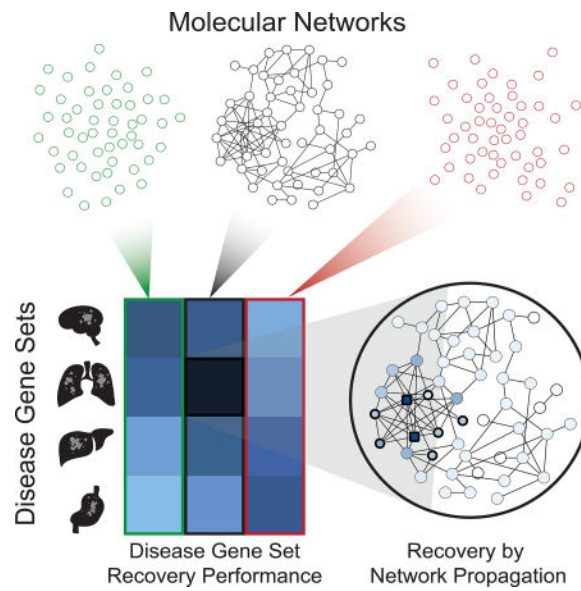 Molecular Networks
Disease Gene Sets
Disease Gene Set
Recovery Performance
Recovery by
Network Propagation